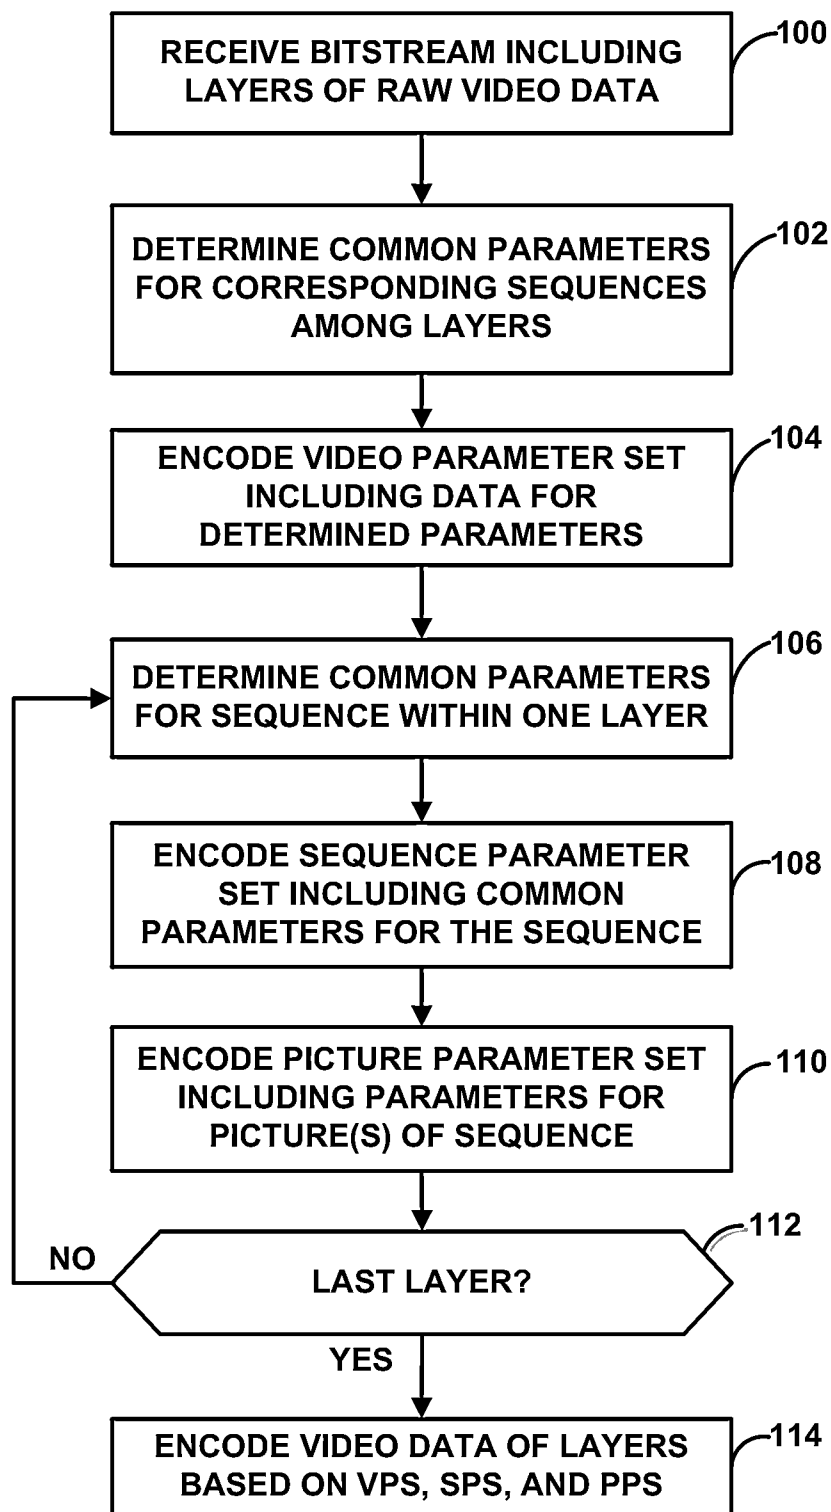 RECEIVE BITSTREAM INCLUDING
LAYERS OF RAW VIDEO DATA
100
DETERMINE COMMON PARAMETERS
FOR CORRESPONDING SEQUENCES
AMONG LAYERS
102
ENCODE VIDEO PARAMETER SET
INCLUDING DATA FOR
DETERMINED PARAMETERS
104
DETERMINE COMMON PARAMETERS
FOR SEQUENCE WITHIN ONE LAYER
106
ENCODE SEQUENCE PARAMETER
SET INCLUDING COMMON
PARAMETERS FOR THE SEQUENCE
108
ENCODE PICTURE PARAMETER SET
INCLUDING PARAMETERS FOR
PICTURE(S) OF SEQUENCE
110
LAST LAYER?
112
NO
YES
ENCODE VIDEO DATA OF LAYERS
BASED ON VPS, SPS, AND PPS
114